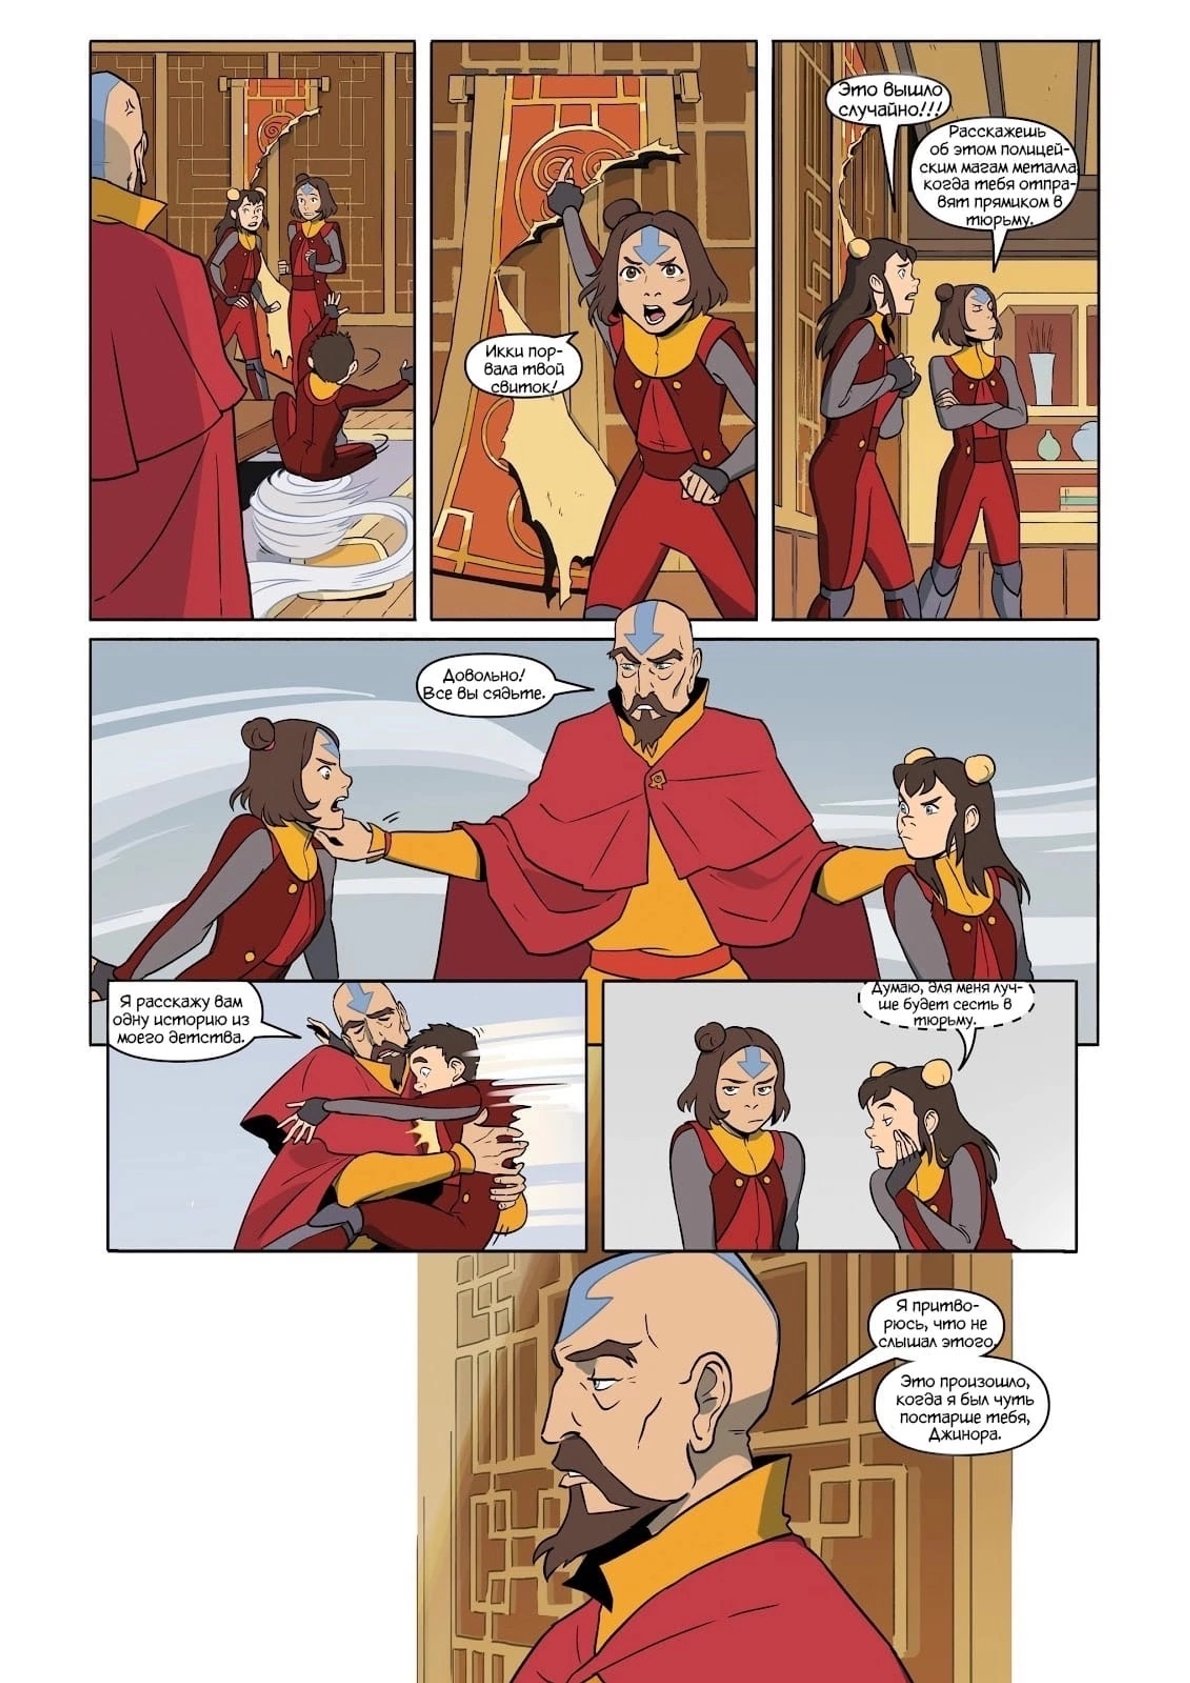 Икки пор-
вала твой
свиток!
Это вышло
случайно!!!
Расскажешь
об этом полицей-
ским магам металла
когда тебя отпра-
вят прямиком в
тюрьму.
Довольно!
Все вы сядьте.
Я расскажу вам
одну историю из
моего детства.
Думаю, для меня луч-
ше будет сесть в
тюрьму.
Я притво-
рюсь, что не
слышал этого.
Это произошло,
когда я был чуть
постарше тебя,
Джинора.